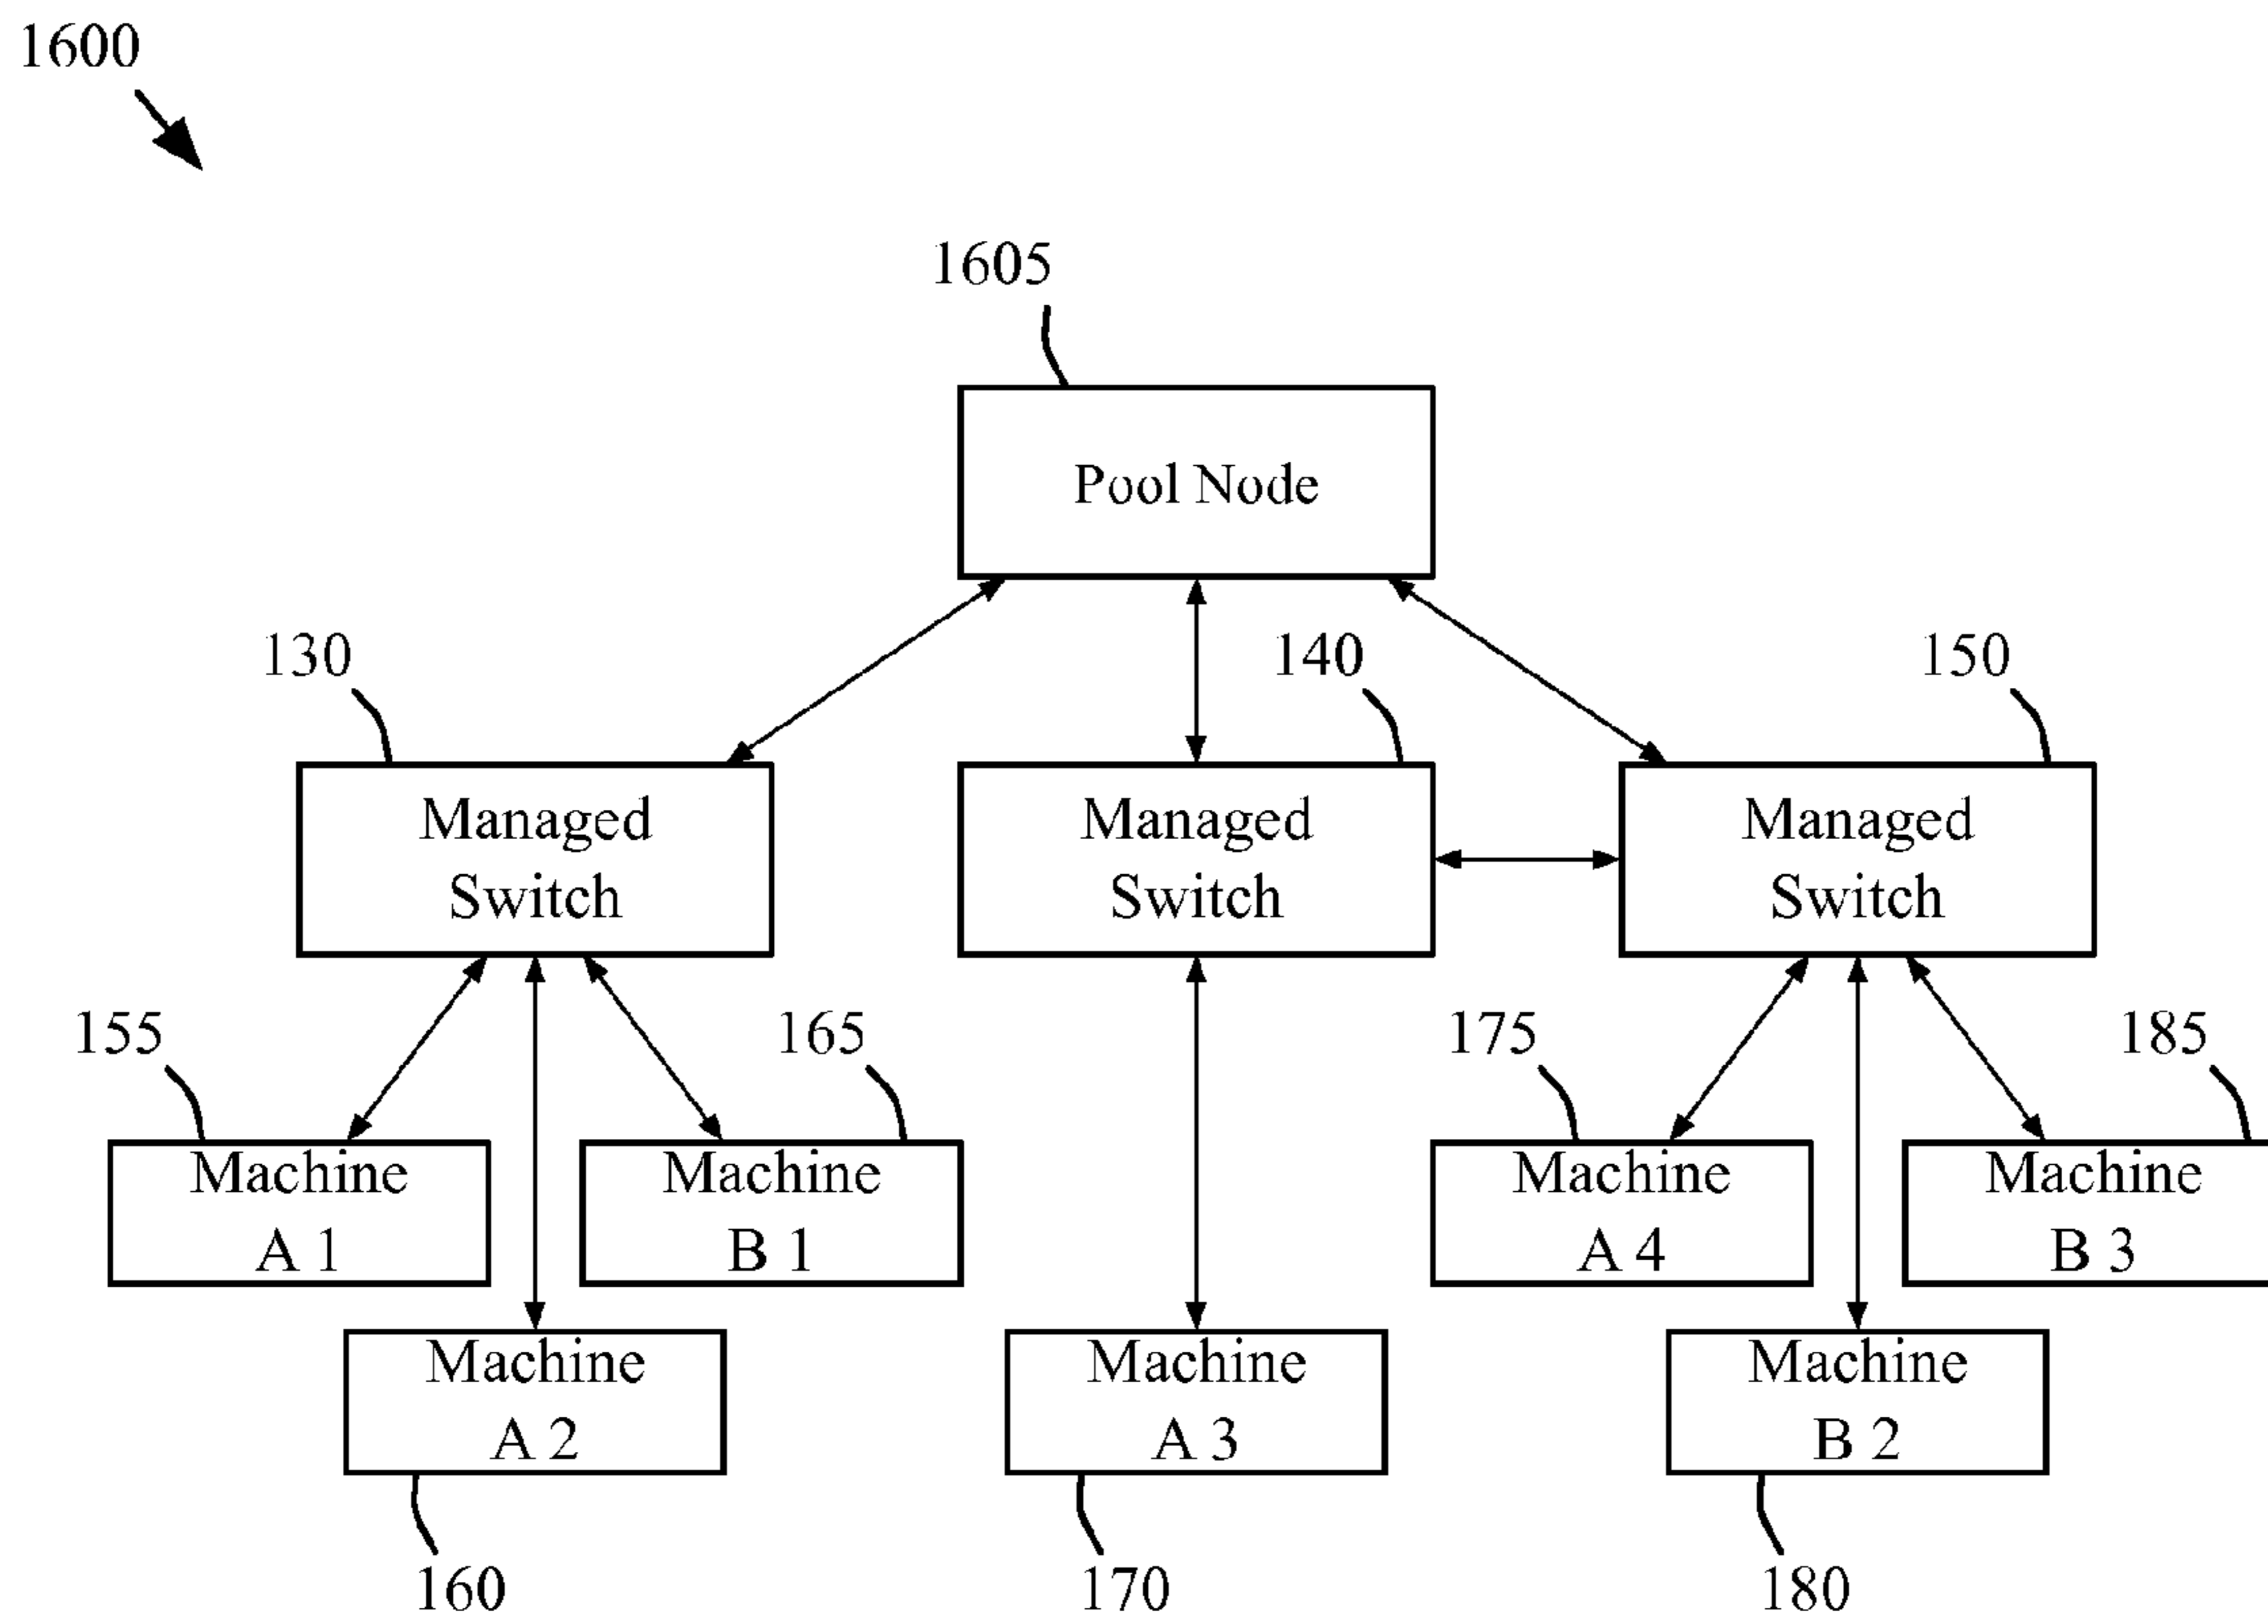 1600
1605
Pool Node
130
140
150
Managed
Switch
Managed
Switch
Managed
Switch
155
165
175
185
Machine
A 1
Machine
B 1
Machine
A 4
Machine
B 3
Machine
A 2
Machine
A 3
Machine
B 2
160
170
180